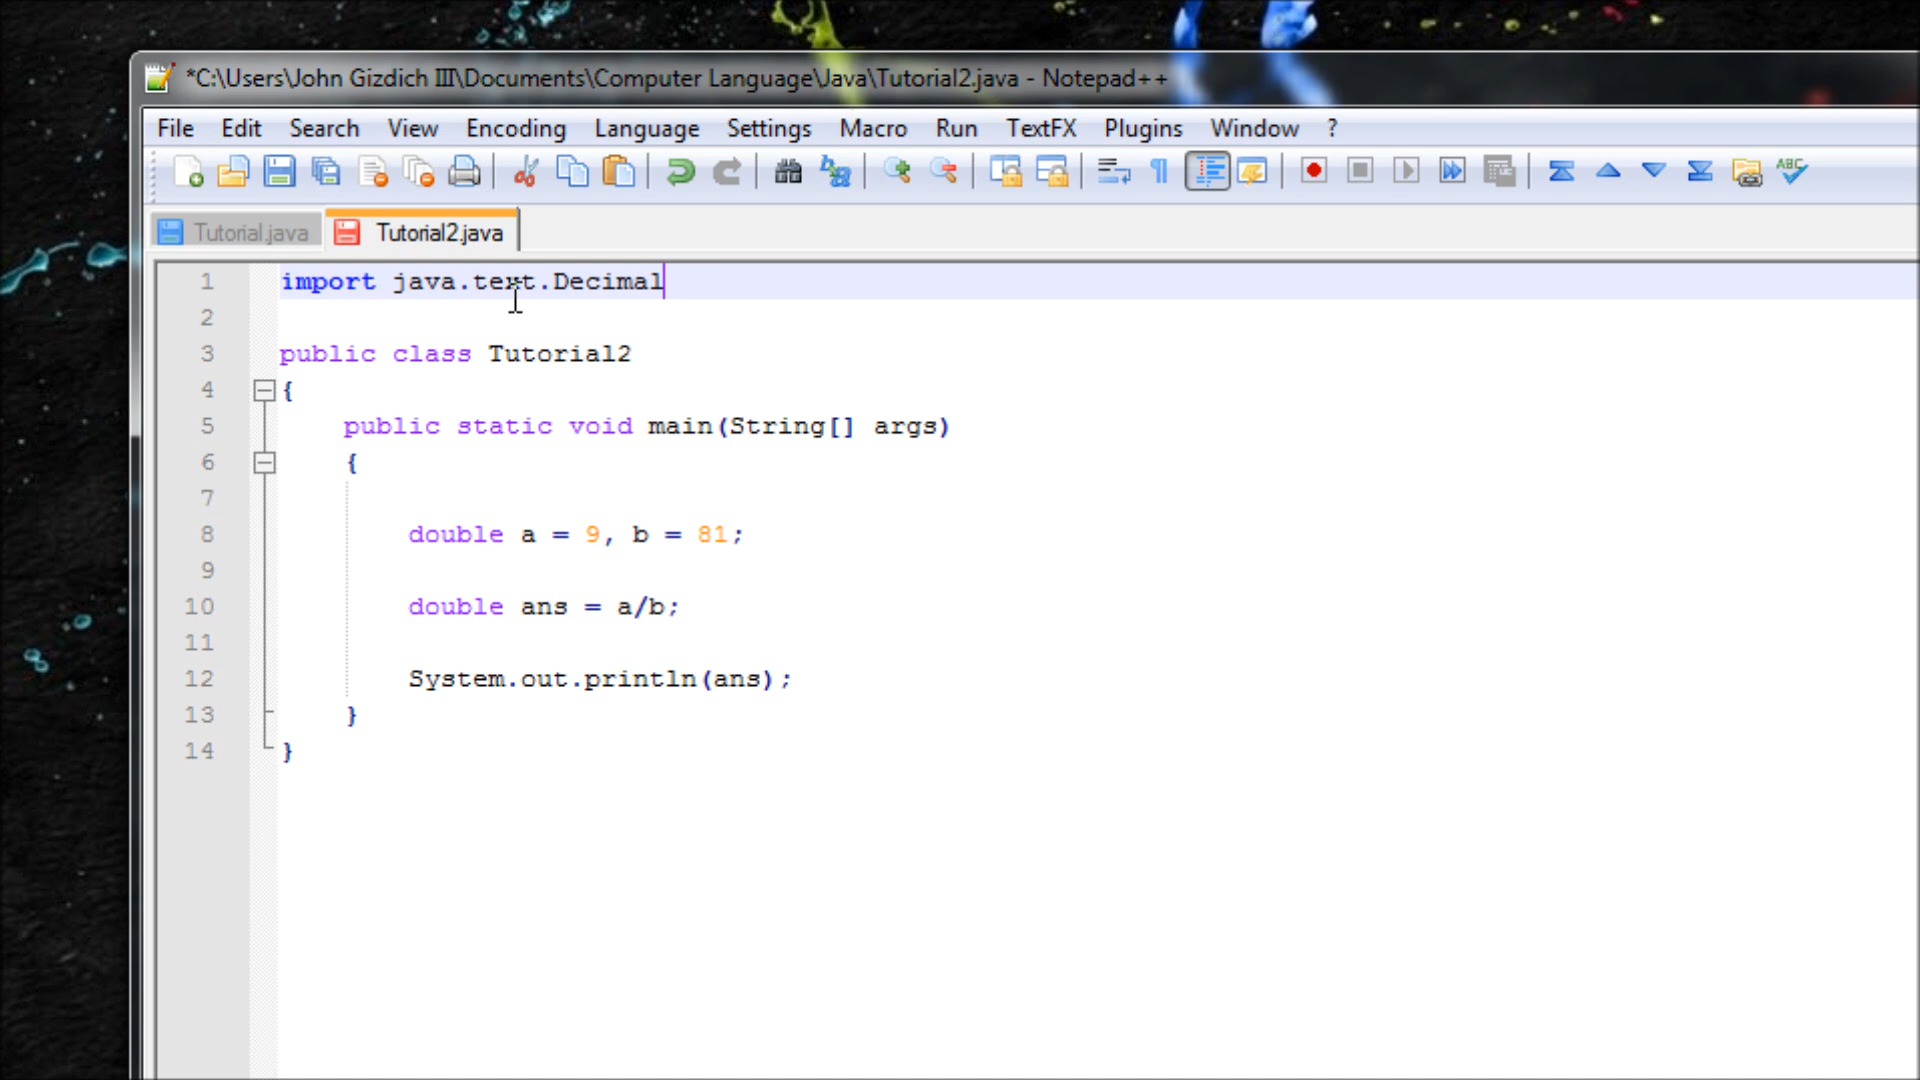 *C:\Users\John Gizdich III\Documents\Computer Language\Java\Tutorial2.java - Notepad++
File Edit Search View Encoding Language Settings Macro Run TextFX Plugins Window ?
ABC
Tutorial.java Tutorial2.java
1 import java.text.Decimal
2
3 public class Tutorial2
4 {
5 public static void main(String[] args)
6 {
7
8 double a = 9, b = 81;
9
10 double ans = a/b;
11
12 System.out.println(ans);
13 }
14 }